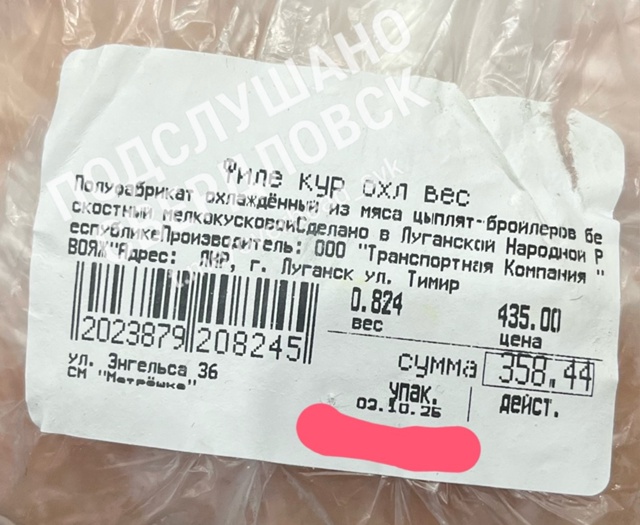 ПОДСЛУШАНО
Филе кур охл вес
Полуфабрикат охлаждённый из мяса цыплят-бройлеров бе
скостный мелкокусковойСделано в Луганской Народной Р
еспубликеПроизводитель: ООО "Транспортная Компания "
ВОЯЖ"Адрес: ЛНР, г. Луганск ул. Тимир
2023879 208245
0.824
вес
435.00
цена
сумма 358.44
ул. Энгельса 36
СМ "Матрёшка"
упак.
дейст.